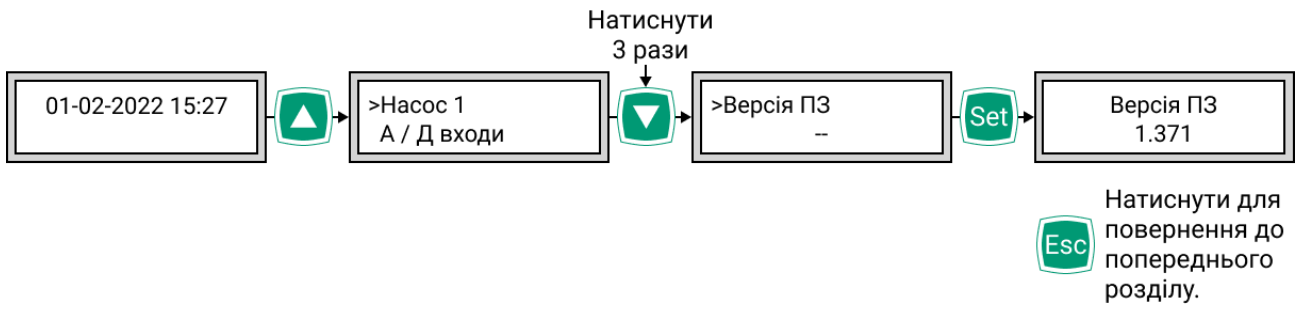 Натиснути
3 рази
01-02-2022 15:27
>Насос 1
А / Д входи
>Версія ПЗ
--
Set
Версія ПЗ
1.371
Esc
Натиснути для
повернення до
попереднього
розділу.